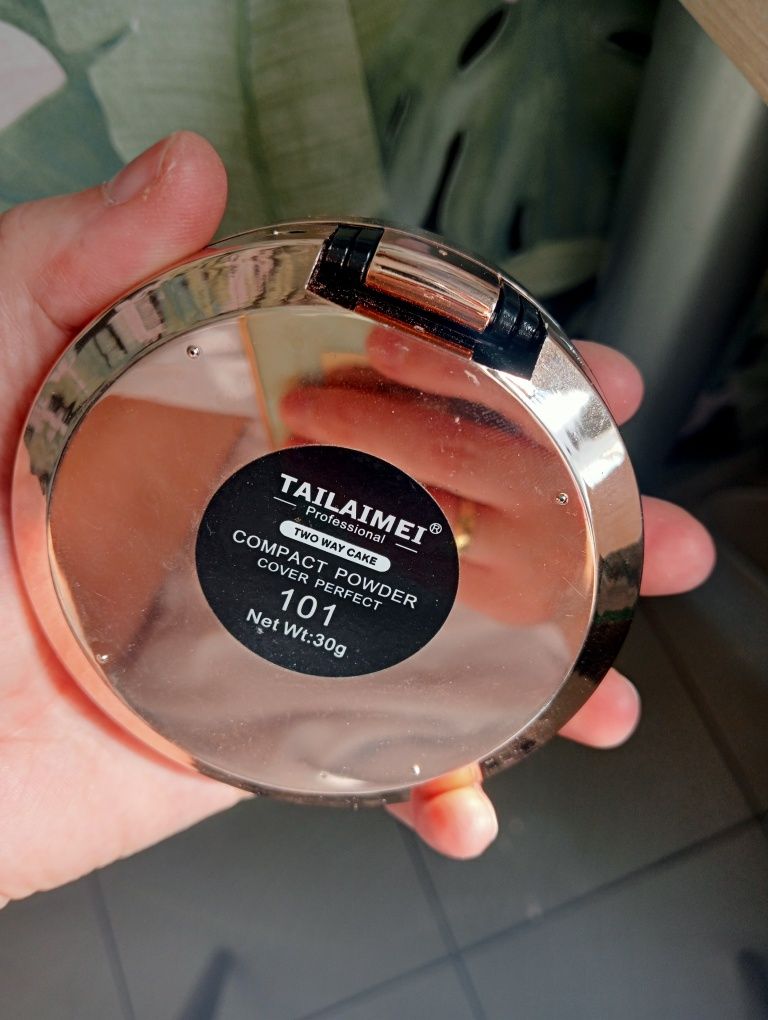 TAILAIMEI®
Professional
TWO WAY CAKE
COMPACT POWDER
COVER PERFECT
101
Net Wt:30g